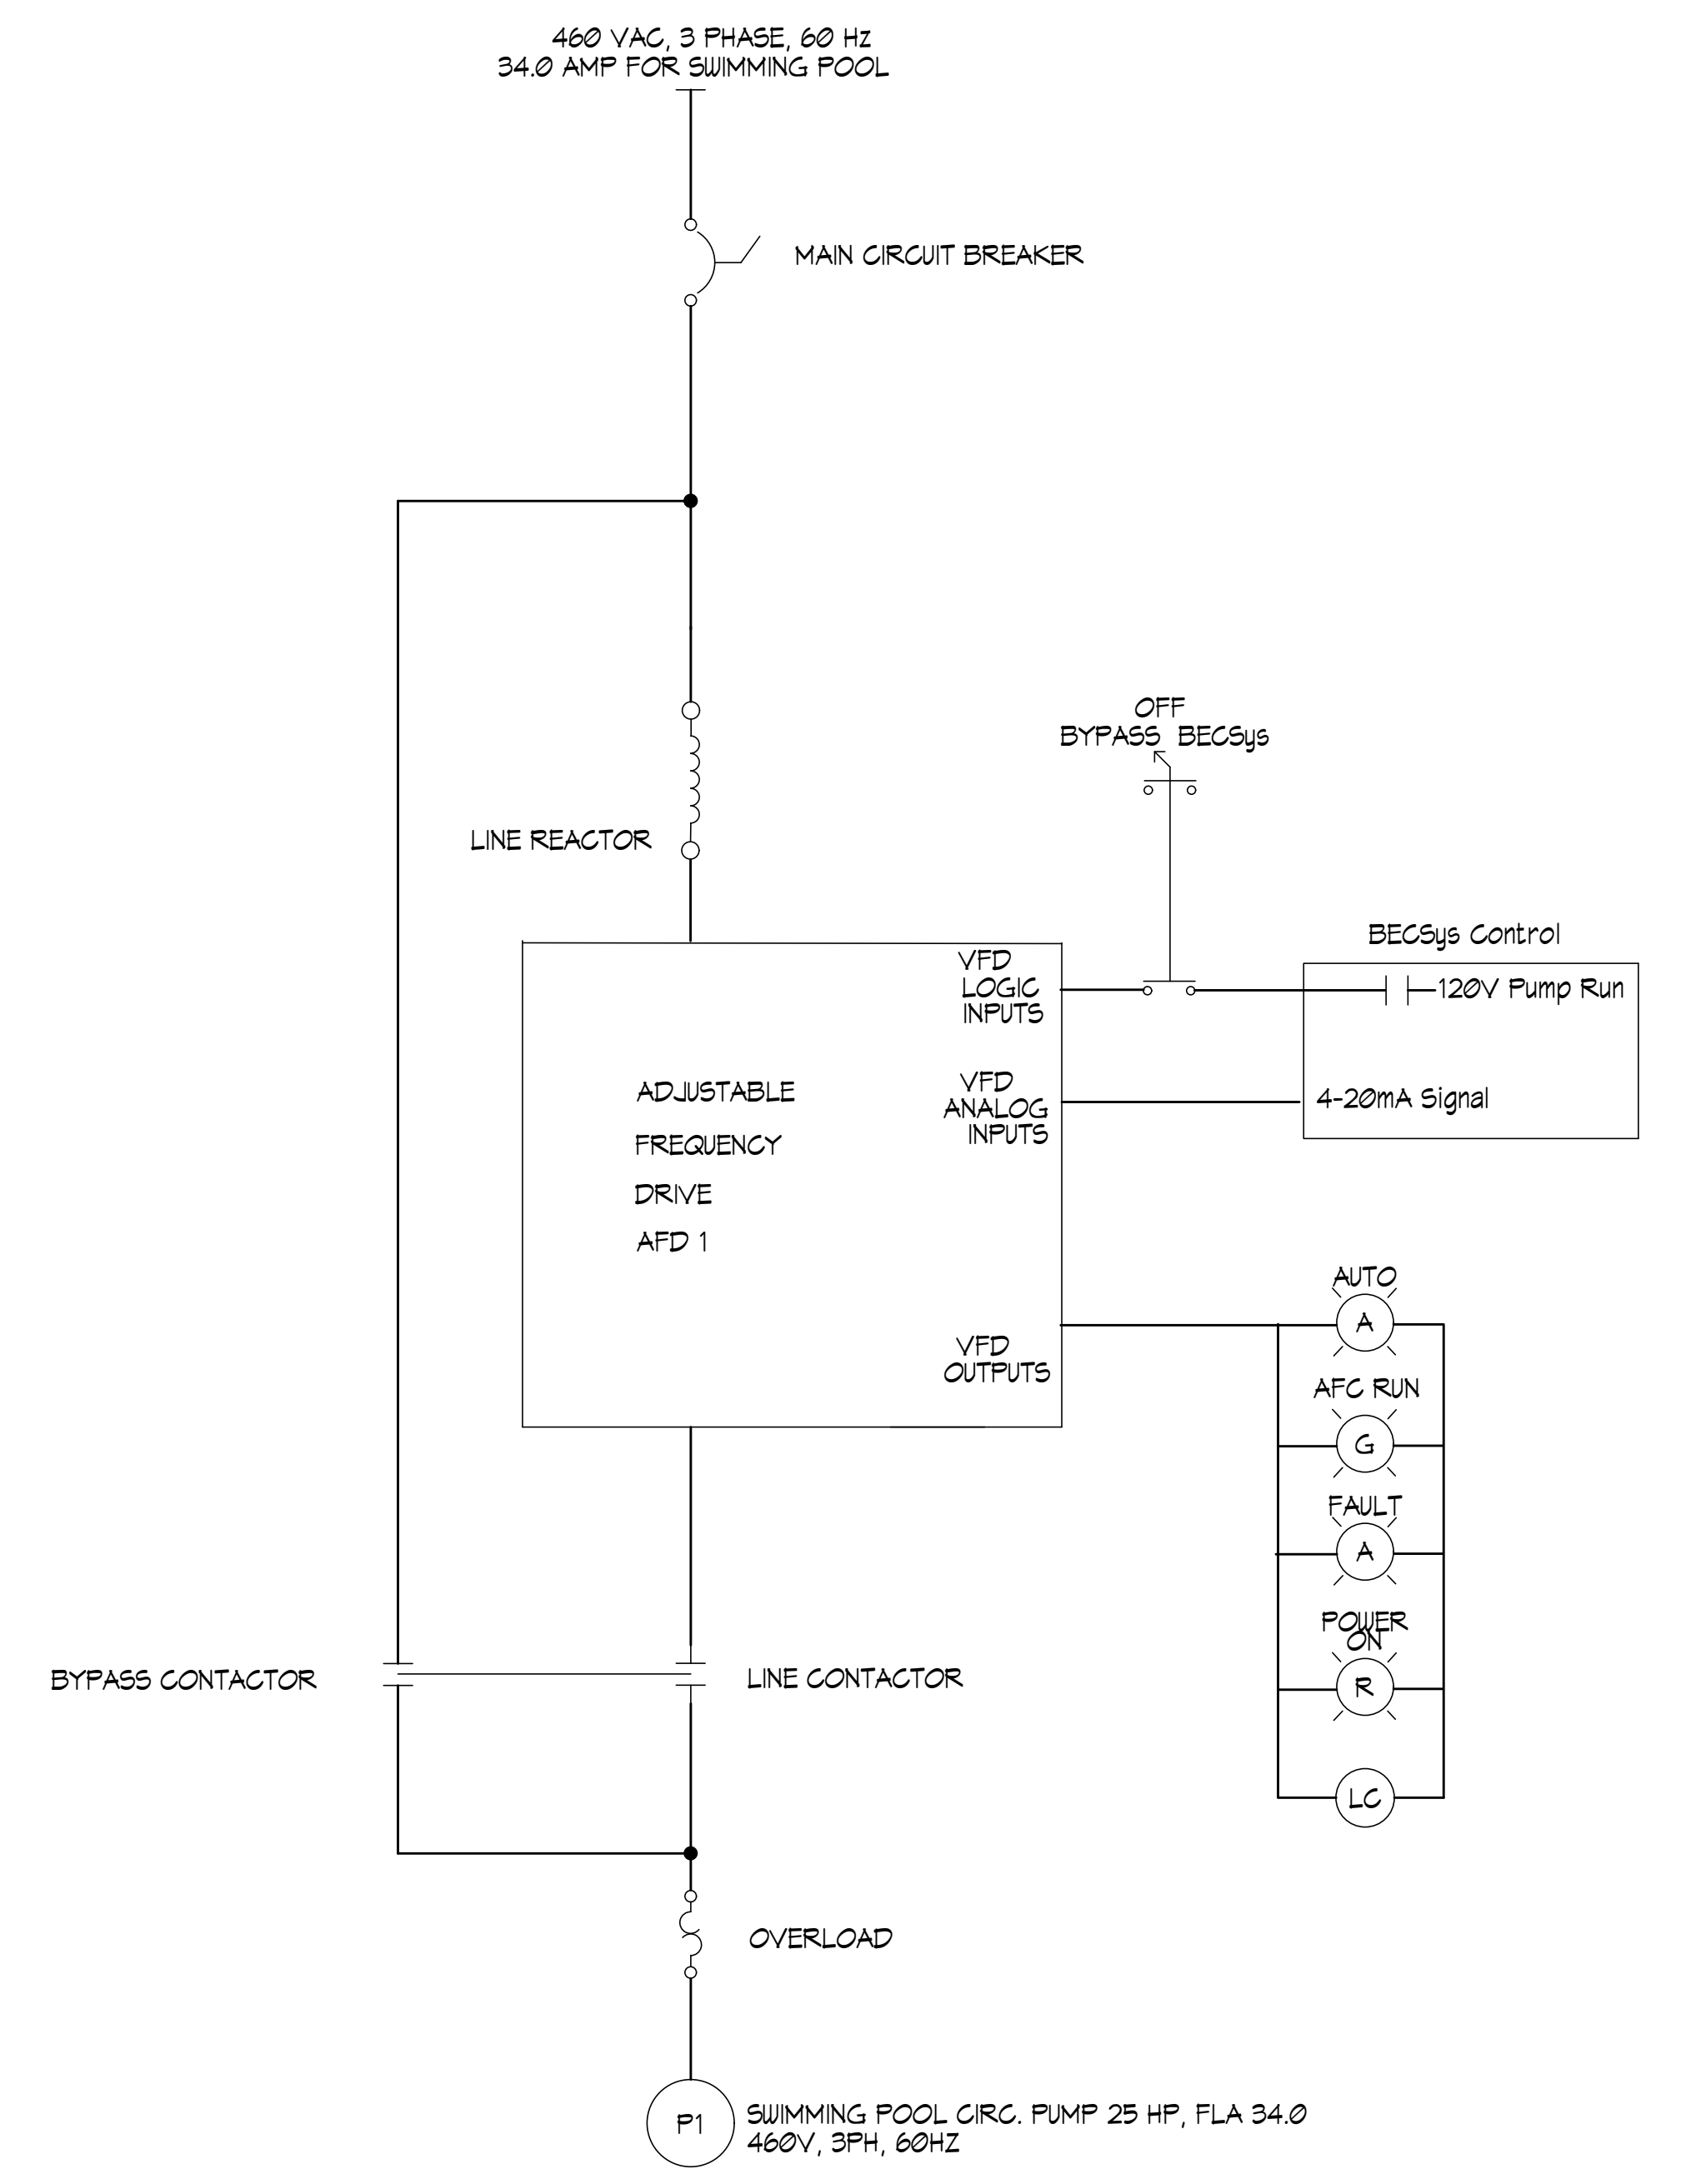 460 VAC, 3 PHASE, 60 Hz
34.0 AMP FOR SWIMMING POOL
MAIN CIRCUIT BREAKER
OFF
BYPASS BECSys
LINE REACTOR
BECSys Control
VFD
LOGIC
INPUTS
120V Pump Run
VFD
ANALOG
INPUTS
4-20mA Signal
ADJUSTABLE
FREQUENCY
DRIVE
AFD 1
VFD
OUTPUTS
AUTO
A
AFC RUN
G
FAULT
A
POWER
ON
R
LC
BYPASS CONTACTOR
LINE CONTACTOR
OVERLOAD
P1
SWIMMING POOL CIRC. PUMP 25 HP, FLA 34.0
460V, 3PH, 60HZ